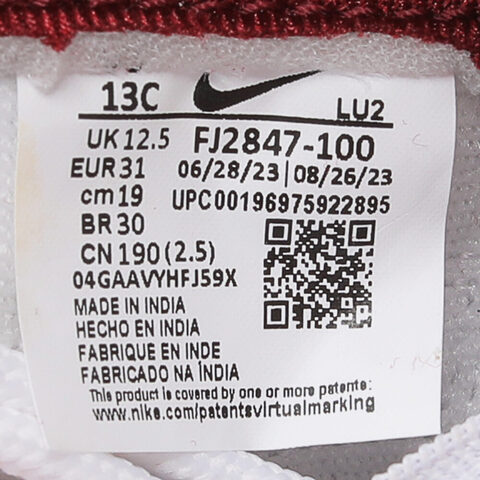 13C LU2
UK 12.5 FJ2847-100
EUR 31 06/28/23 | 08/26/23
cm 19 UPC00196975922895
BR 30
CN 190 (2.5)
04GAAVYHFJ59X
MADE IN INDIA
HECHO EN INDIA
FABRIQUE EN INDE
FABRICADO NA ÍNDIA
This product is covered by one or more patents:
www.nike.com/patentsvirtualmarking